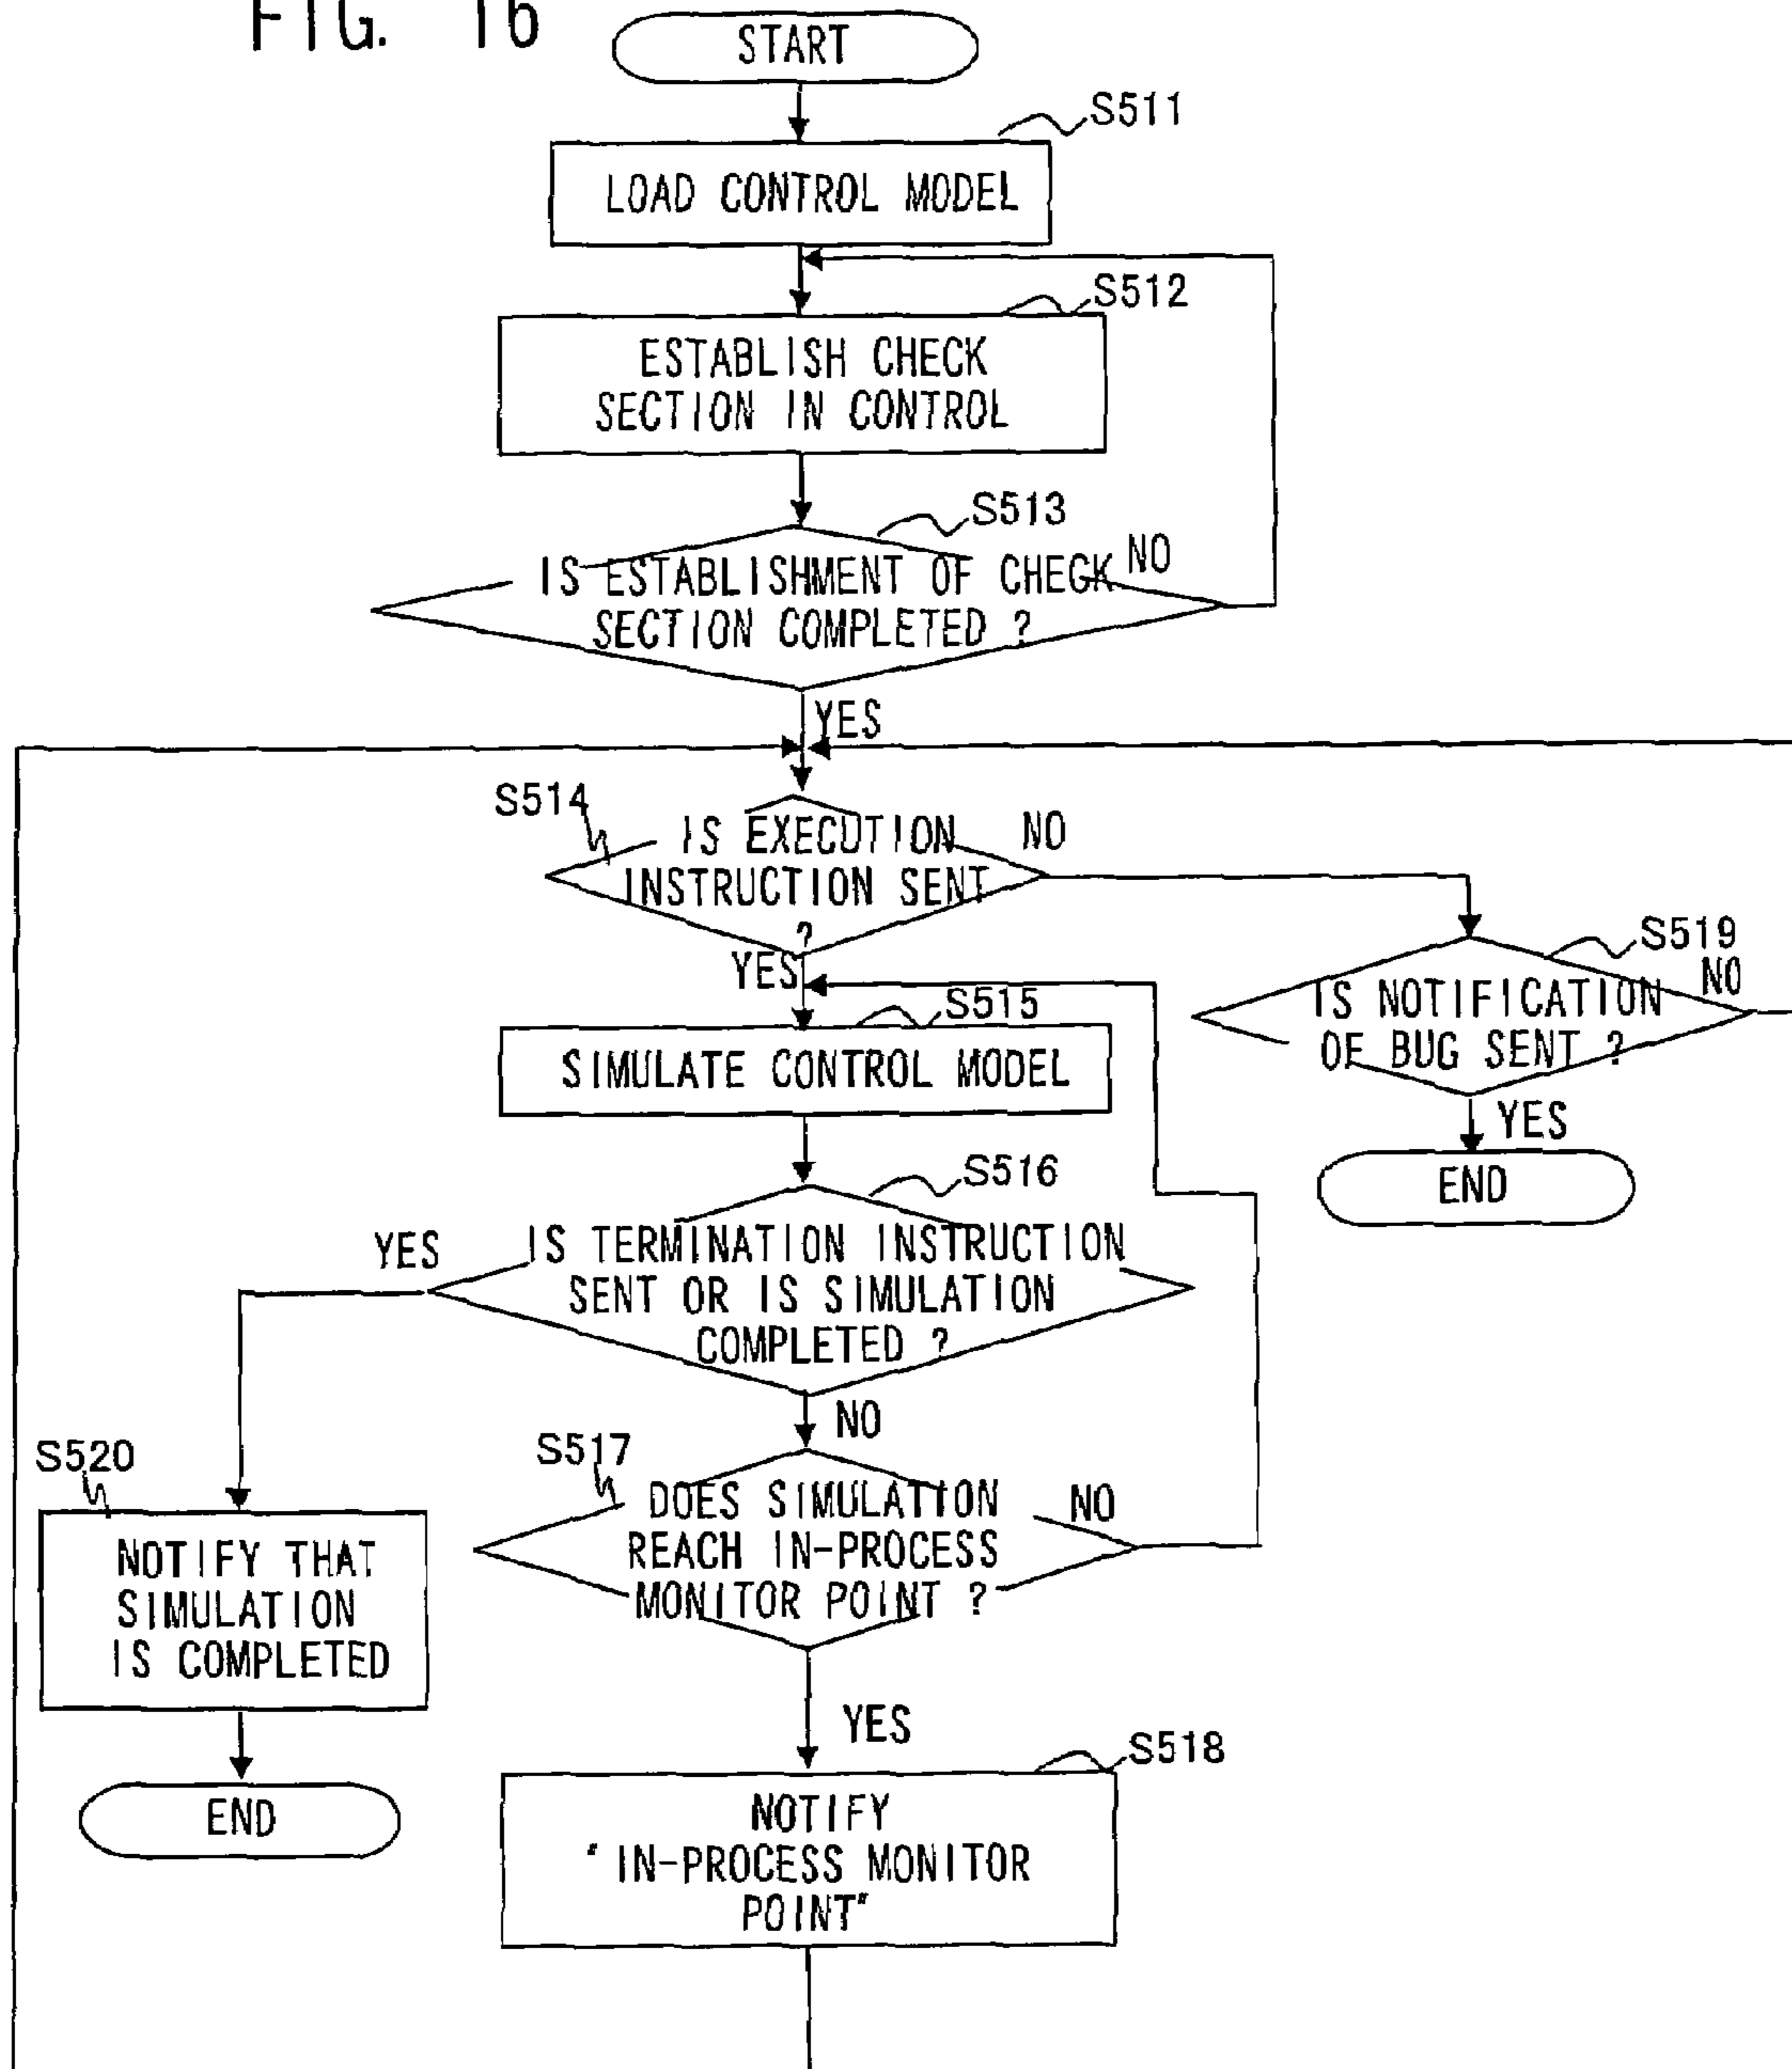 FIG. 16
START
S511
LOAD CONTROL MODEL
S512
ESTABLISH CHECK
SECTION IN CONTROL
S513
IS ESTABLISHMENT OF CHECK
SECTION COMPLETED ?
NO
YES
S514
IS EXECUTION
INSTRUCTION SENT
?
NO
YES
S519
IS NOTIFICATION
OF BUG SENT ?
NO
YES
END
S515
SIMULATE CONTROL MODEL
S516
IS TERMINATION INSTRUCTION
SENT OR IS SIMULATION
COMPLETED ?
YES
NO
S520
NOTIFY THAT
SIMULATION
IS COMPLETED
END
S517
DOES SIMULATION
REACH IN-PROCESS
MONITOR POINT ?
NO
YES
S518
NOTIFY
"IN-PROCESS MONITOR
POINT"